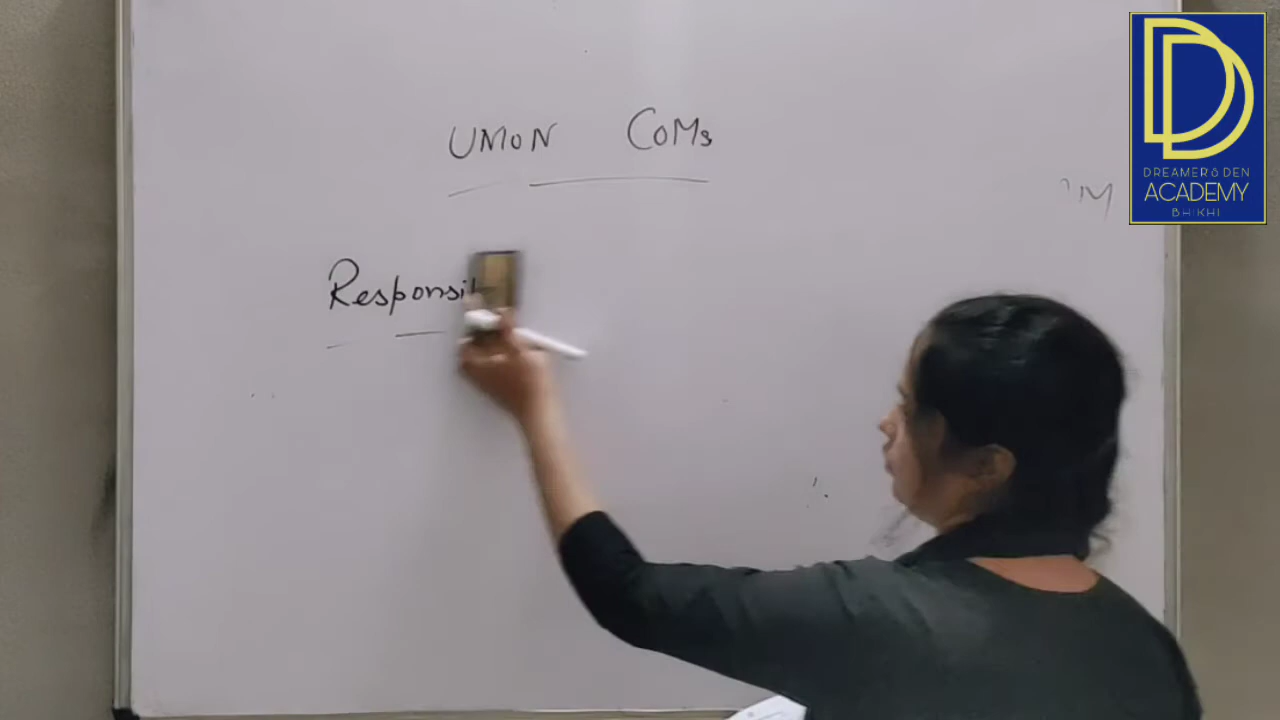 UNION COMs
Responsi
'M
DREAMER'S DEN
ACADEMY
BHIKHI